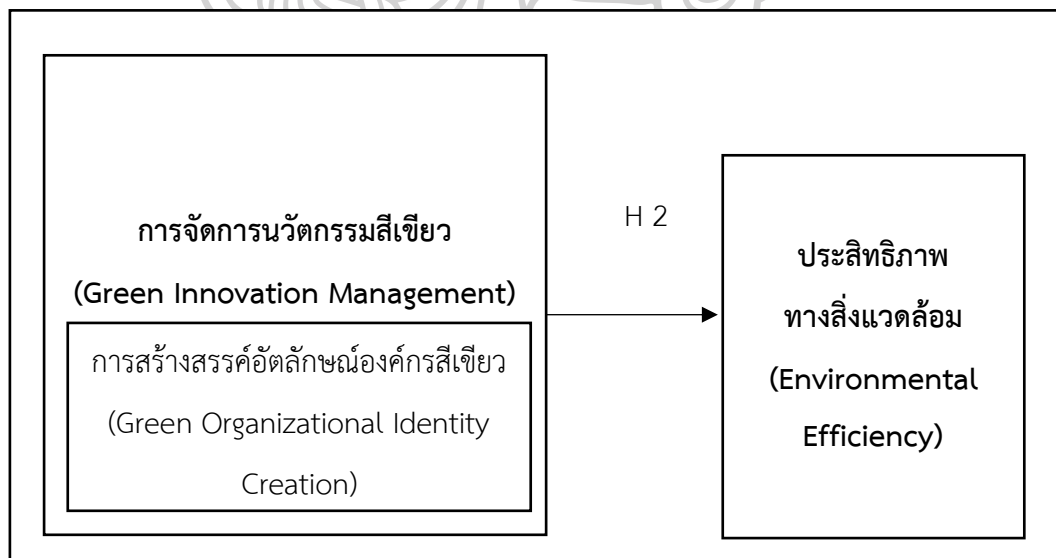 การจัดการนวัตกรรมสีเขียว
(Green Innovation Management)
การสร้างสรรค์อัตลักษณ์องค์กรสีเขียว
(Green Organizational Identity
Creation)
H 2
ประสิทธิภาพ
ทางสิ่งแวดล้อม
(Environmental
Efficiency)